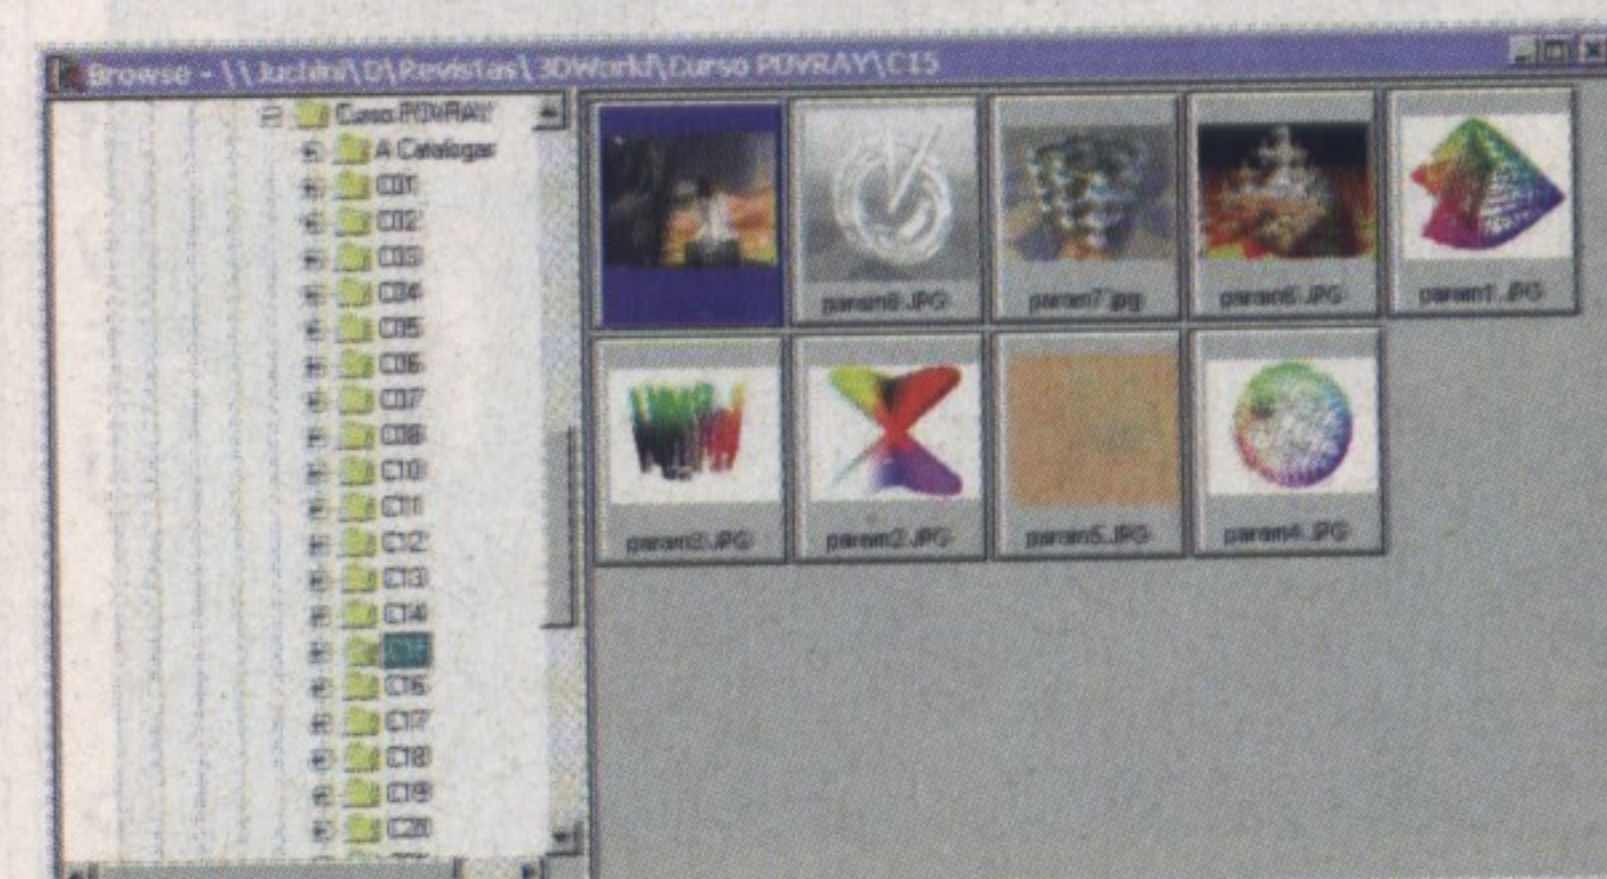 Browse - \\Juchini\D\Revistas\3DWorld\Curso POVRAY\C15
Curso POVRAY
A Catalogar
C01
C02
C03
C04
C05
C06
C07
C08
C10
C11
C12
C13
C14
C16
C17
C18
C19
C20
param8.JPG
param7.jpg
param6.JPG
param1.JPG
param3.JPG
param2.JPG
param5.JPG
param4.JPG